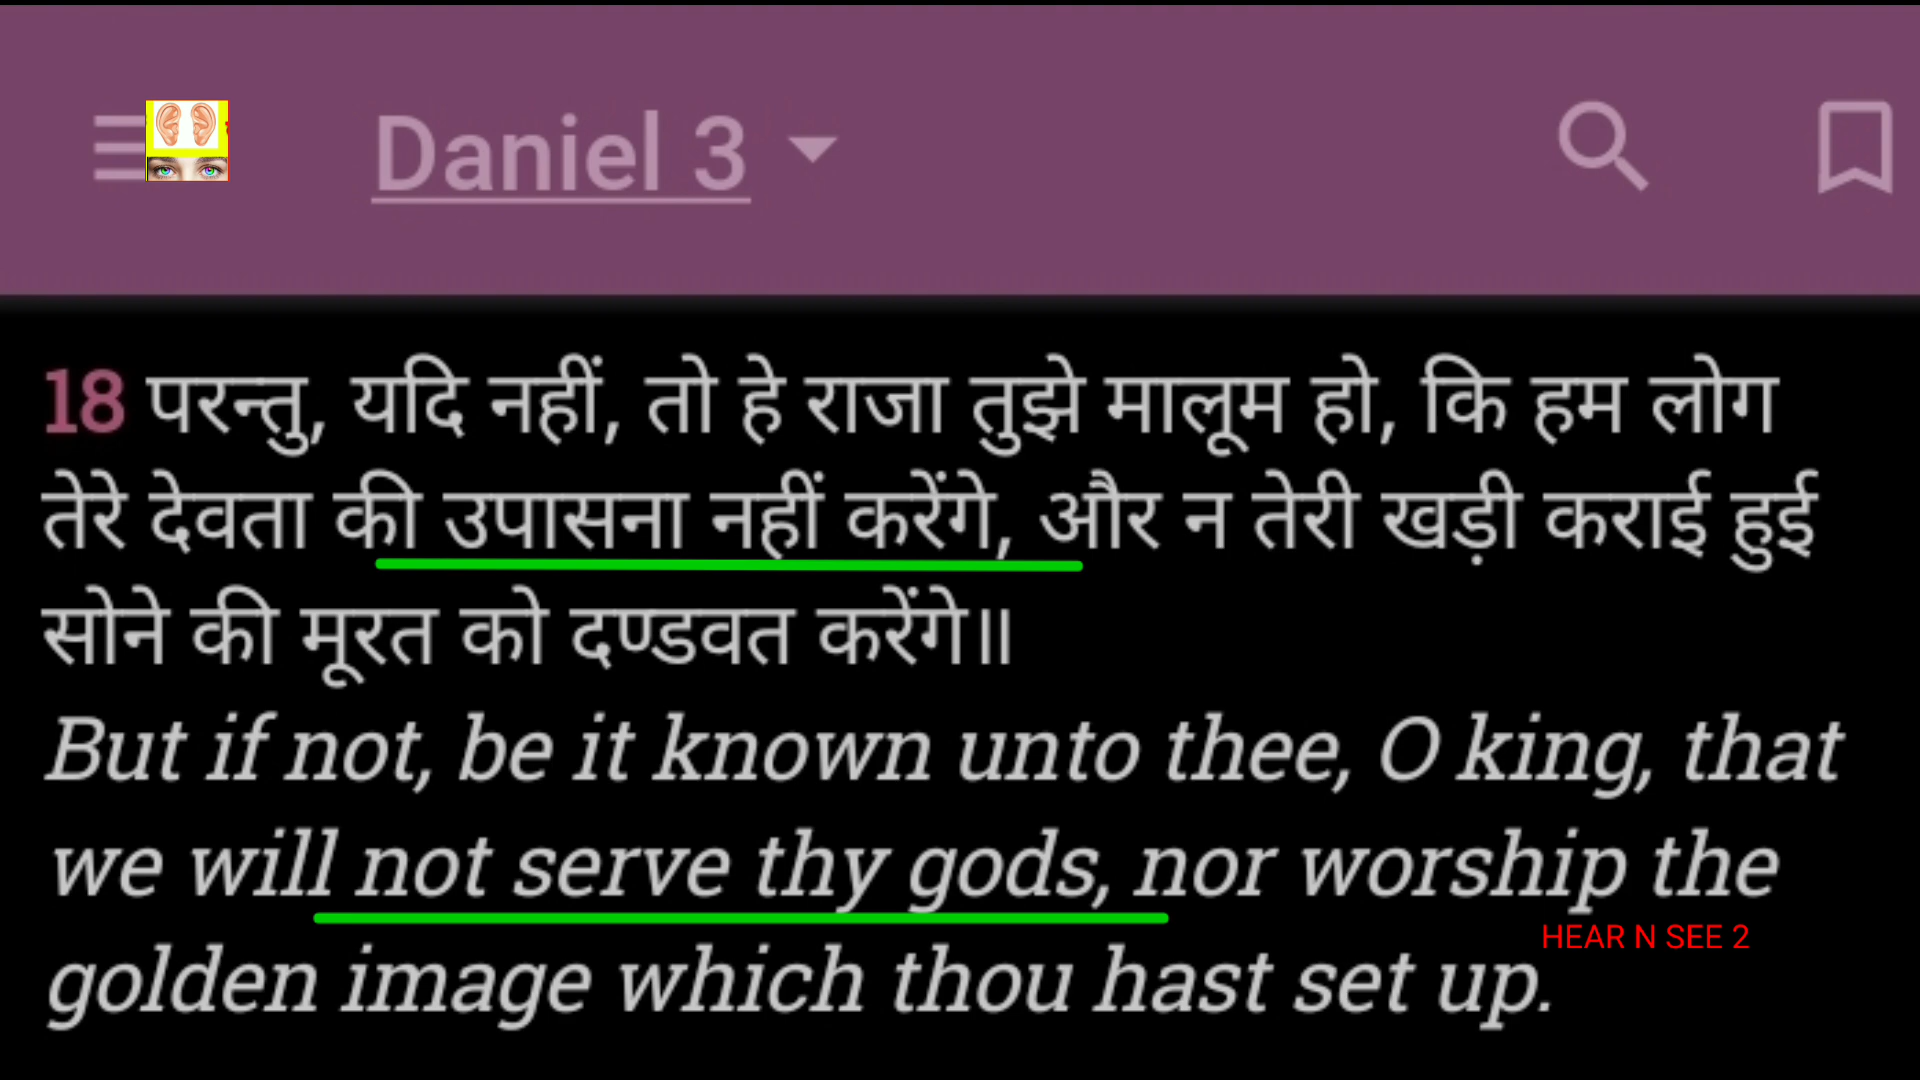 Daniel 3
18 परन्तु, यदि नहीं, तो हे राजा तुझे मालूम हो, कि हम लोग
तेरे देवता की उपासना नहीं करेंगे, और न तेरी खड़ी कराई हुई
सोने की मूरत को दण्डवत करेंगे॥
But if not, be it known unto thee, O king, that
we will not serve thy gods, nor worship the
HEAR N SEE 2
golden image which thou hast set up.